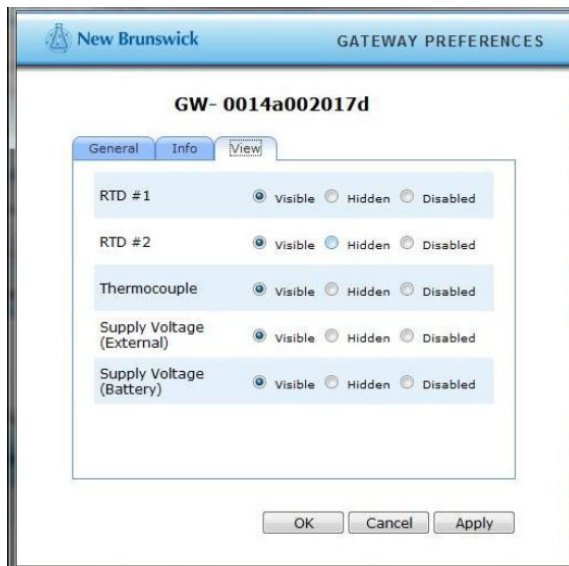 New Brunswick GATEWAY PREFERENCES
GW- 0014a002017d
General Info View
RTD #1 Visible Hidden Disabled
RTD #2 Visible Hidden Disabled
Thermocouple Visible Hidden Disabled
Supply Voltage
(External) Visible Hidden Disabled
Supply Voltage
(Battery) Visible Hidden Disabled
OK Cancel Apply